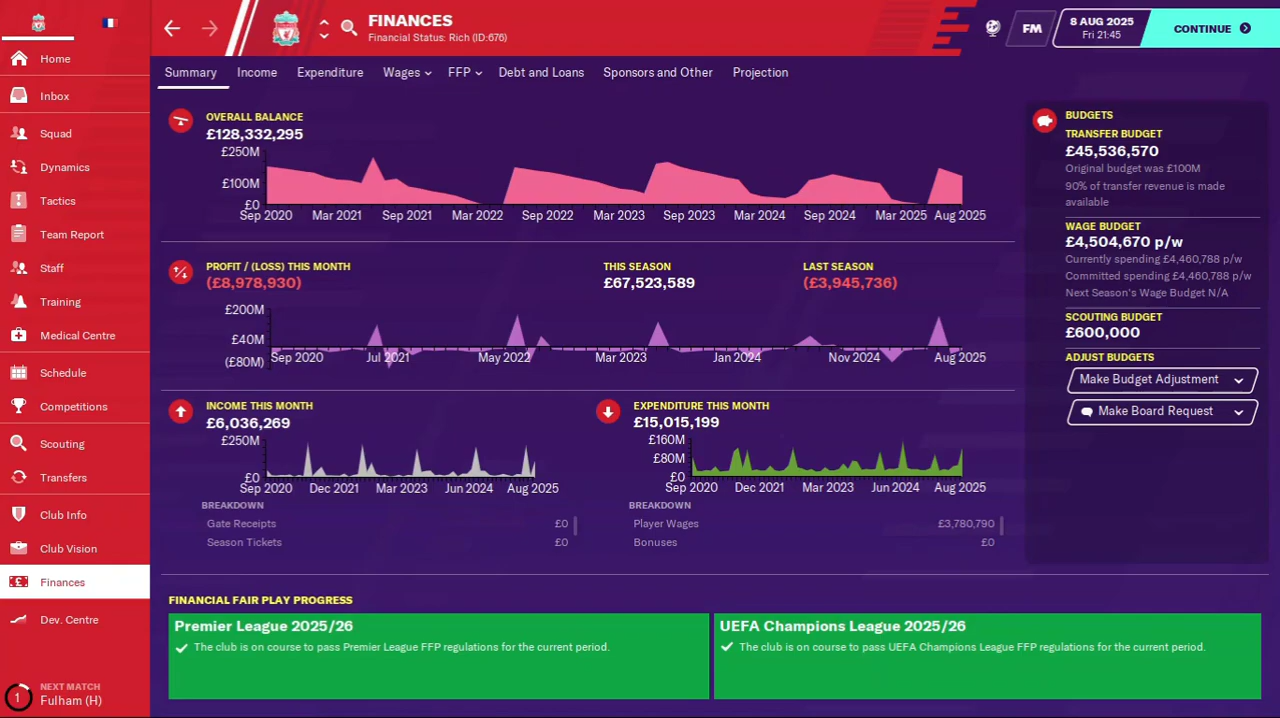 FINANCES
Financial Status: Rich (ID:676)
FM
8 AUG 2025
Fri 21:45
CONTINUE
Home
Inbox
Squad
Dynamics
Tactics
Team Report
Staff
Training
Medical Centre
Schedule
Competitions
Scouting
Transfers
Club Info
Club Vision
Finances
Dev. Centre
1
NEXT MATCH
Fulham (H)
Summary Income Expenditure Wages FFP Debt and Loans Sponsors and Other Projection
OVERALL BALANCE
£128,332,295
£250M
£100M
£0
Sep 2020 Mar 2021 Sep 2021 Mar 2022 Sep 2022 Mar 2023 Sep 2023 Mar 2024 Sep 2024 Mar 2025 Aug 2025
PROFIT / (LOSS) THIS MONTH THIS SEASON LAST SEASON
(£8,978,930) £67,523,589 (£3,945,736)
£200M
£40M
(£80M)
Sep 2020 Jul 2021 May 2022 Mar 2023 Jan 2024 Nov 2024 Aug 2025
INCOME THIS MONTH
£6,036,269
£250M
£0
Sep 2020 Dec 2021 Mar 2023 Jun 2024 Aug 2025
BREAKDOWN
Gate Receipts £0
Season Tickets £0
EXPENDITURE THIS MONTH
£15,015,199
£160M
£80M
£0
Sep 2020 Dec 2021 Mar 2023 Jun 2024 Aug 2025
BREAKDOWN
Player Wages £3,780,790
Bonuses £0
BUDGETS
TRANSFER BUDGET
£45,536,570
Original budget was £100M
90% of transfer revenue is made
available
WAGE BUDGET
£4,504,670 p/w
Currently spending £4,460,788 p/w
Committed spending £4,460,788 p/w
Next Season's Wage Budget N/A
SCOUTING BUDGET
£600,000
ADJUST BUDGETS
Make Budget Adjustment
Make Board Request
FINANCIAL FAIR PLAY PROGRESS
Premier League 2025/26
The club is on course to pass Premier League FFP regulations for the current period.
UEFA Champions League 2025/26
The club is on course to pass UEFA Champions League FFP regulations for the current period.